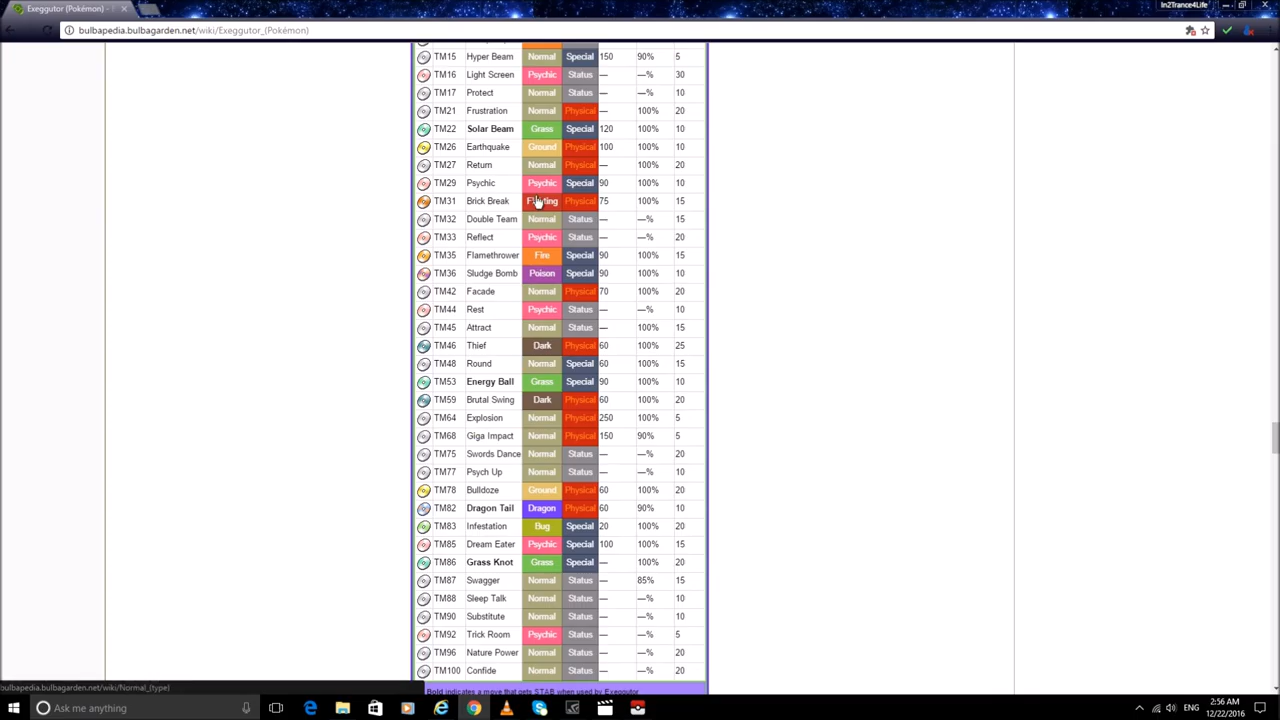 Exeggutor (Pokémon) - Bu
In2Trance4Life
bulbapedia.bulbagarden.net/wiki/Exeggutor_(Pokémon)
TM15 Hyper Beam Normal Special 150 90% 5
TM16 Light Screen Psychic Status — —% 30
TM17 Protect Normal Status — —% 10
TM21 Frustration Normal Physical — 100% 20
TM22 Solar Beam Grass Special 120 100% 10
TM26 Earthquake Ground Physical 100 100% 10
TM27 Return Normal Physical — 100% 20
TM29 Psychic Psychic Special 90 100% 10
TM31 Brick Break Fighting Physical 75 100% 15
TM32 Double Team Normal Status — —% 15
TM33 Reflect Psychic Status — —% 20
TM35 Flamethrower Fire Special 90 100% 15
TM36 Sludge Bomb Poison Special 90 100% 10
TM42 Facade Normal Physical 70 100% 20
TM44 Rest Psychic Status — —% 10
TM45 Attract Normal Status — 100% 15
TM46 Thief Dark Physical 60 100% 25
TM48 Round Normal Special 60 100% 15
TM53 Energy Ball Grass Special 90 100% 10
TM59 Brutal Swing Dark Physical 60 100% 20
TM64 Explosion Normal Physical 250 100% 5
TM68 Giga Impact Normal Physical 150 90% 5
TM75 Swords Dance Normal Status — —% 20
TM77 Psych Up Normal Status — —% 10
TM78 Bulldoze Ground Physical 60 100% 20
TM82 Dragon Tail Dragon Physical 60 90% 10
TM83 Infestation Bug Special 20 100% 20
TM85 Dream Eater Psychic Special 100 100% 15
TM86 Grass Knot Grass Special — 100% 20
TM87 Swagger Normal Status — 85% 15
TM88 Sleep Talk Normal Status — —% 10
TM90 Substitute Normal Status — —% 10
TM92 Trick Room Psychic Status — —% 5
TM96 Nature Power Normal Status — —% 20
TM100 Confide Normal Status — —% 20
bulbapedia.bulbagarden.net/wiki/Normal_(type)
Bold indicates a move that gets STAB when used by Exeggutor
Ask me anything
ENG
2:56 AM
12/22/2016